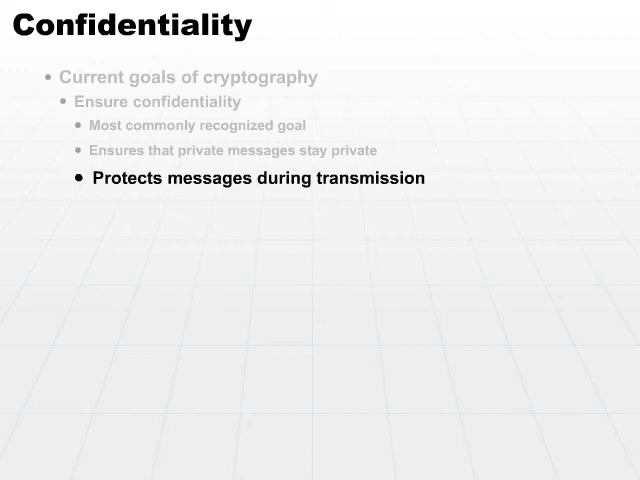 Confidentiality
• Current goals of cryptography
• Ensure confidentiality
• Most commonly recognized goal
• Ensures that private messages stay private
• Protects messages during transmission